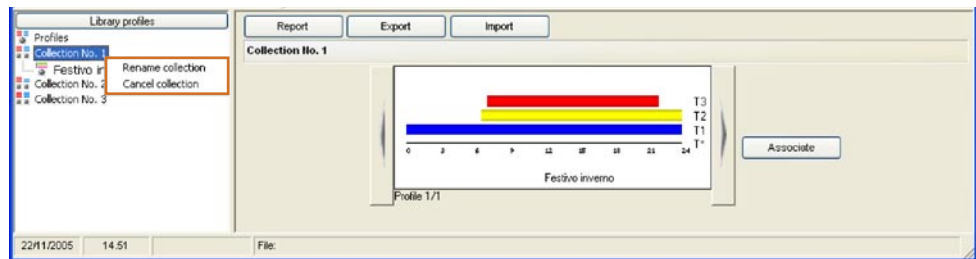 Library profiles
Profiles
Collection No. 1
Festivo in
Collection No. 2
Collection No. 3
Rename collection
Cancel collection
Report
Export
Import
Collection No. 1
T3
T2
T1
T*
0 3 6 9 12 15 18 21 24
Festivo inverno
Profile 1/1
Associate
22/11/2005
14.51
File: